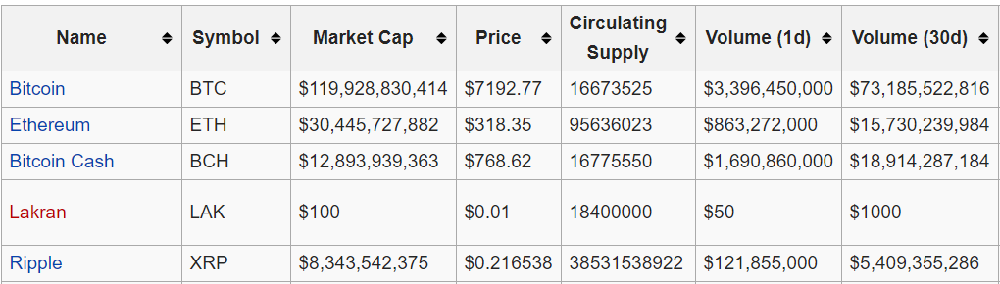 Name Symbol Market Cap Price Circulating Supply Volume (1d) Volume (30d)
Bitcoin BTC $119,928,830,414 $7192.77 16673525 $3,396,450,000 $73,185,522,816
Ethereum ETH $30,445,727,882 $318.35 95636023 $863,272,000 $15,730,239,984
Bitcoin Cash BCH $12,893,939,363 $768.62 16775550 $1,690,860,000 $18,914,287,184
Lakran LAK $100 $0.01 18400000 $50 $1000
Ripple XRP $8,343,542,375 $0.216538 38531538922 $121,855,000 $5,409,355,286